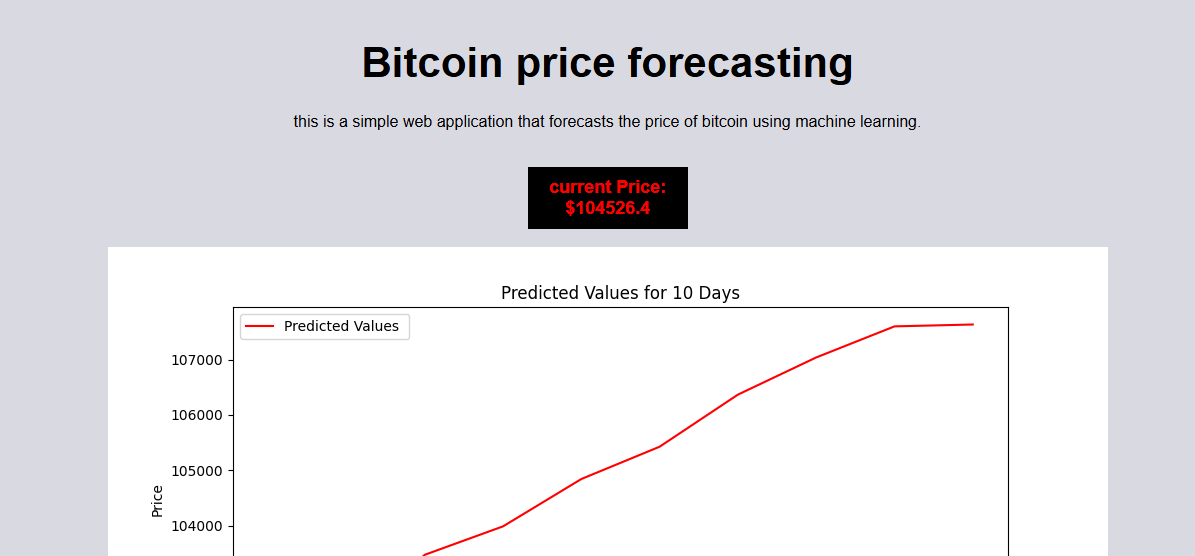 Bitcoin price forecasting
this is a simple web application that forecasts the price of bitcoin using machine learning.
current Price:
$104526.4
Predicted Values for 10 Days
Predicted Values
107000
106000
105000
Price
104000